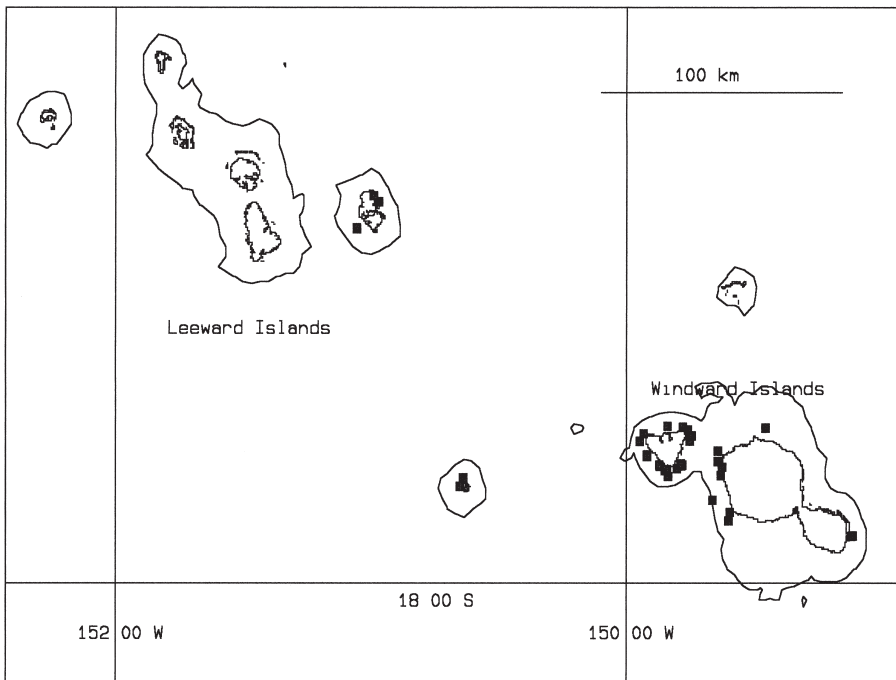 100 km
Leeward Islands
Windward Islands
18 00 S
152 00 W
150 00 W